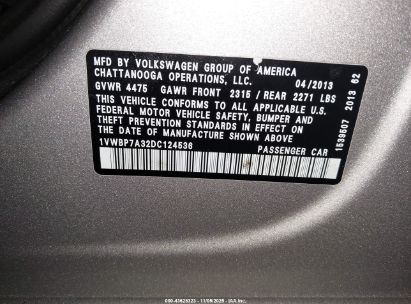 MFD BY VOLKSWAGEN GROUP OF AMERICA
CHATTANOOGA OPERATIONS, LLC. 04/2013
GVWR 4475 GAWR FRONT 2315 / REAR 2271 LBS
THIS VEHICLE CONFORMS TO ALL APPLICABLE U.S.
FEDERAL MOTOR VEHICLE SAFETY, BUMPER AND
THEFT PREVENTION STANDARDS IN EFFECT ON
THE DATE OF MANUFACTURE SHOWN ABOVE
1VWBP7A32DC124536 PASSENGER CAR
1539507 2013 62